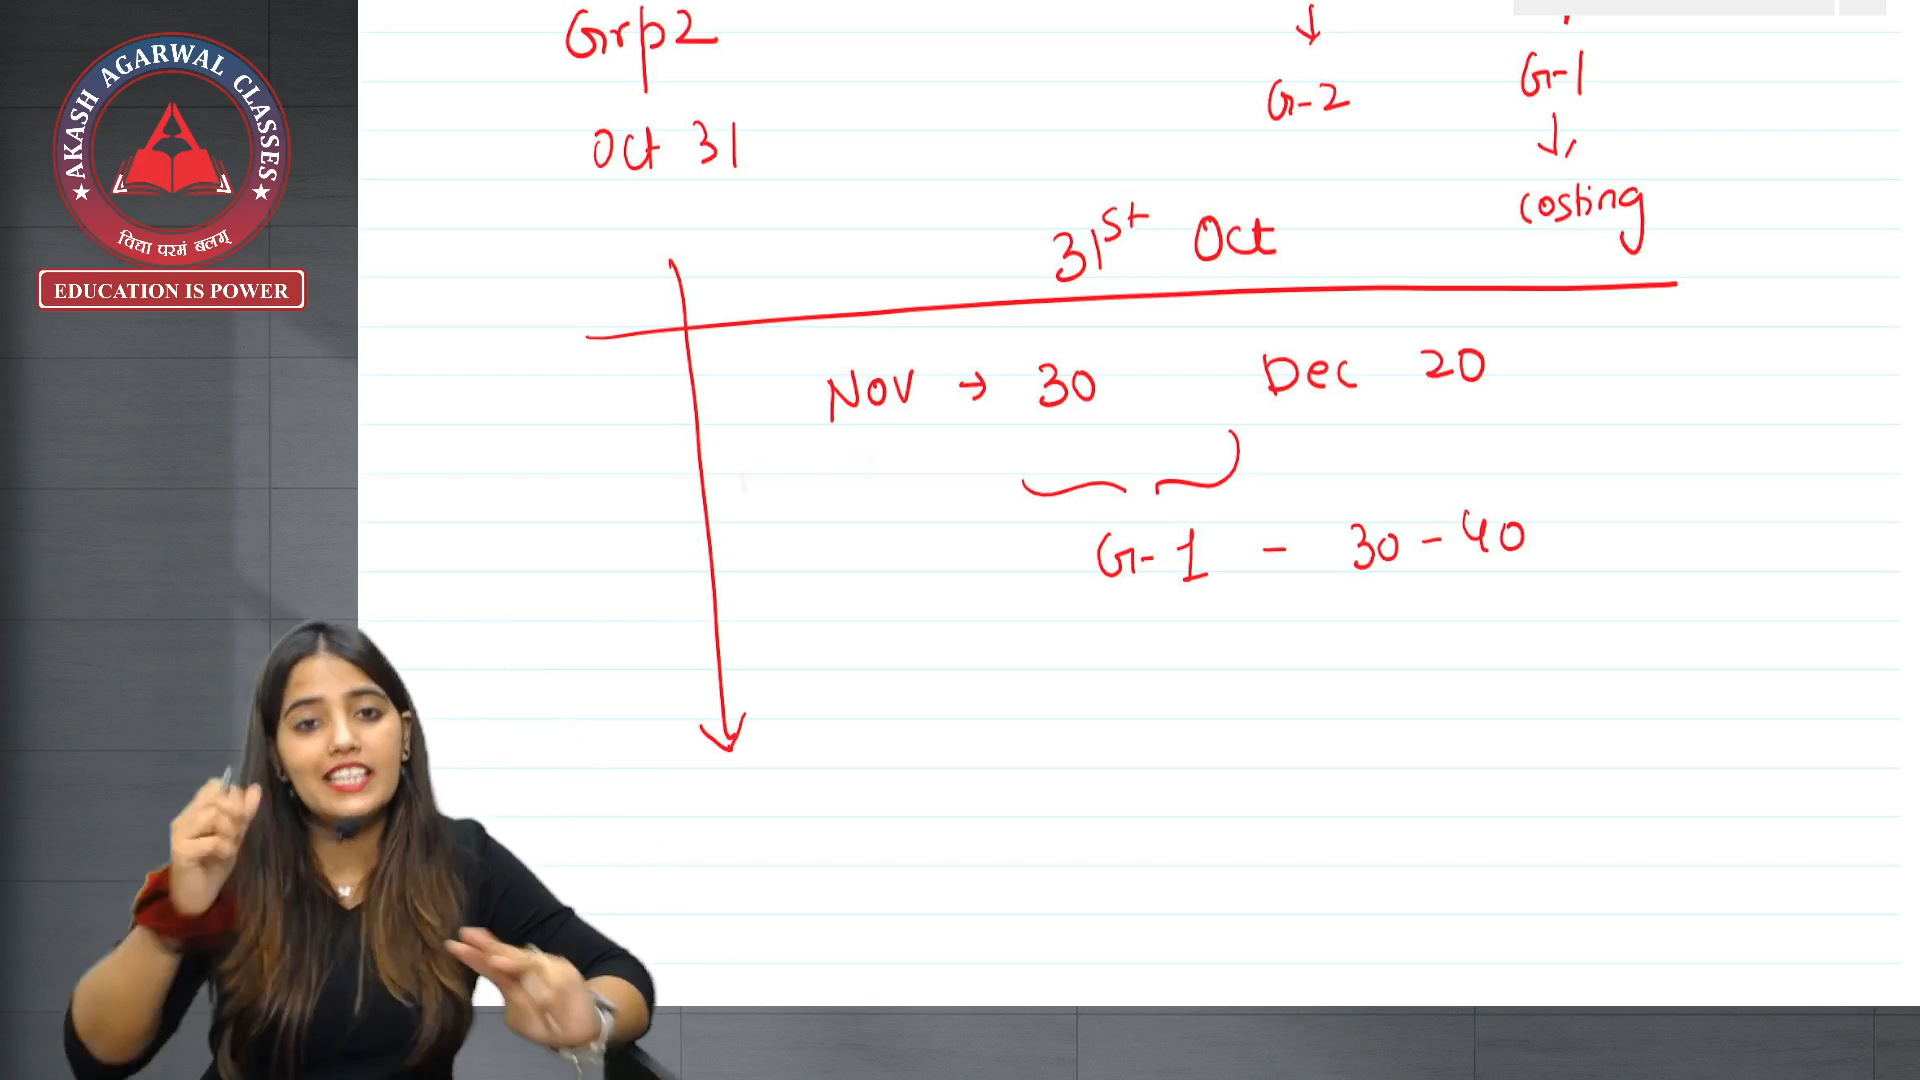 AKASH AGARWAL CLASSES
विद्या परमं बलम्
EDUCATION IS POWER
Grp2
Oct 31
G-2
G-1
costing
31st Oct
Nov → 30 Dec 20
G-1 - 30-40